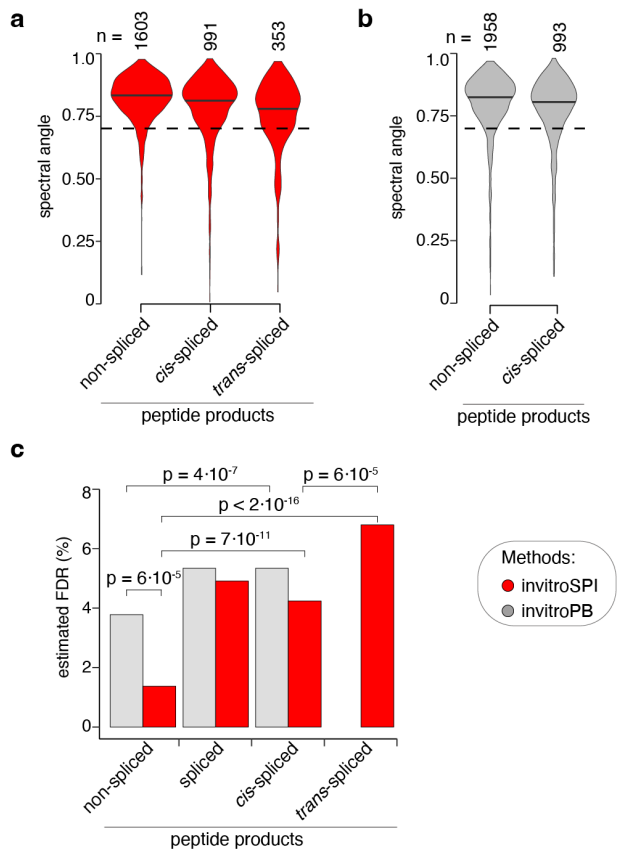 a
n = 1603 991 353
spectral angle
1.0
0.75
0.50
0.25
0
non-spliced
cis-spliced
trans-spliced
peptide products
b
1958 993
spectral angle
1.0
0.75
0.50
0.25
0
non-spliced
cis-spliced
peptide products
c
p = 4·10-7
p = 6·10-5
p < 2·10-16
p = 7·10-11
p = 6·10-5
estimated FDR (%)
8
6
4
2
0
non-spliced
spliced
cis-spliced
trans-spliced
peptide products
Methods:
invitroSPI
invitroPB